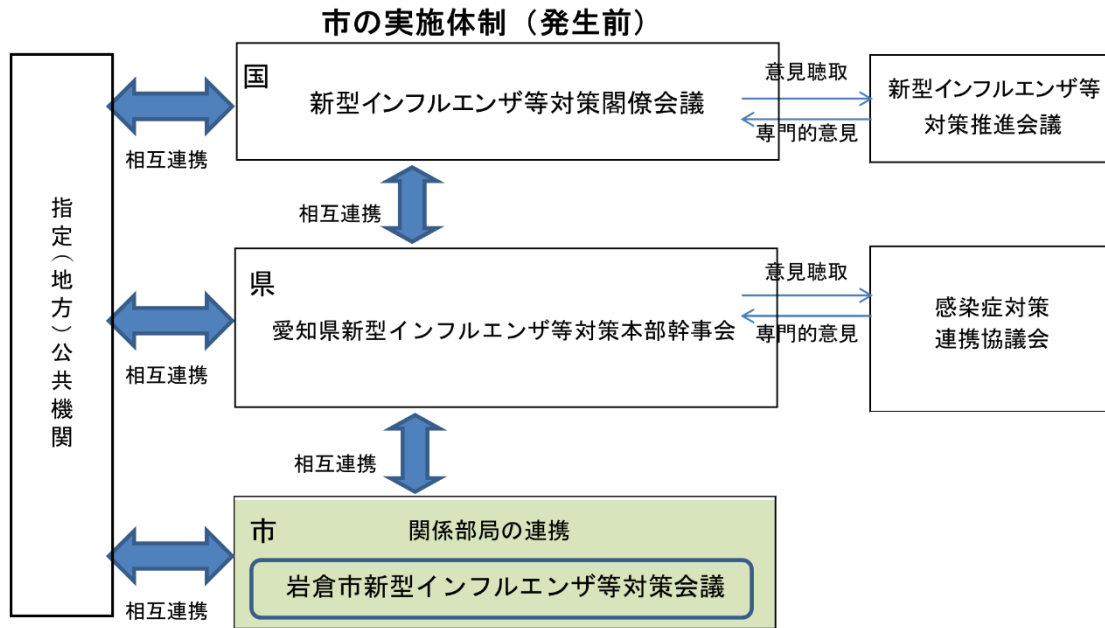 市の実施体制（発生前）
指定（地方）公共機関
国
新型インフルエンザ等対策閣僚会議
意見聴取
専門的意見
新型インフルエンザ等
対策推進会議
相互連携
相互連携
県
愛知県新型インフルエンザ等対策本部幹事会
意見聴取
専門的意見
感染症対策
連携協議会
相互連携
相互連携
市
関係部局の連携
岩倉市新型インフルエンザ等対策会議
相互連携